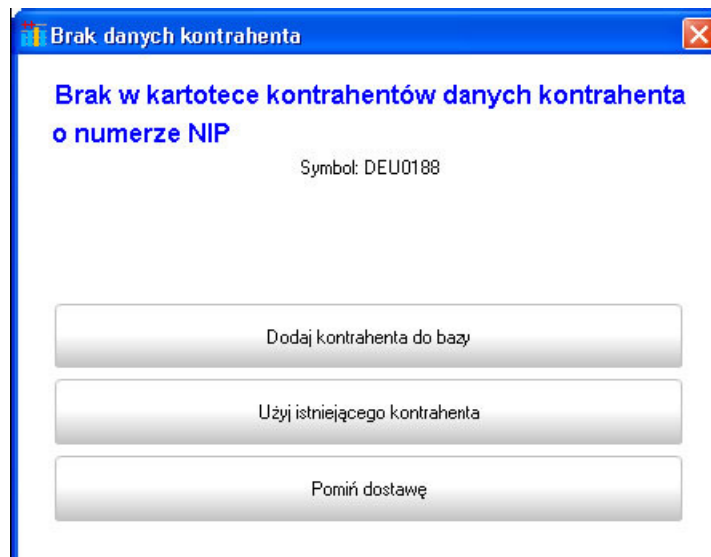 Brak danych kontrahenta
Brak w kartotece kontrahentów danych kontrahenta
o numerze NIP
Symbol: DEU0188
Dodaj kontrahenta do bazy
Użyj istniejącego kontrahenta
Pomiń dostawę